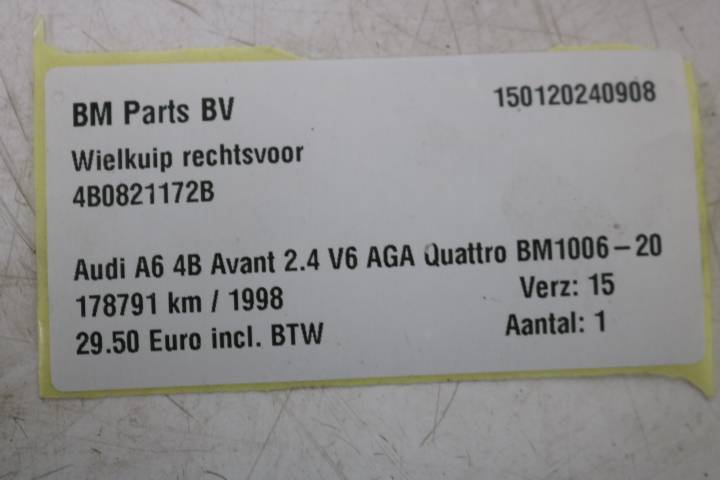 BM Parts BV 150120240908
Wielkuip rechtsvoor
4B0821172B
Audi A6 4B Avant 2.4 V6 AGA Quattro BM1006-20
178791 km / 1998 Verz: 15
29.50 Euro incl. BTW Aantal: 1